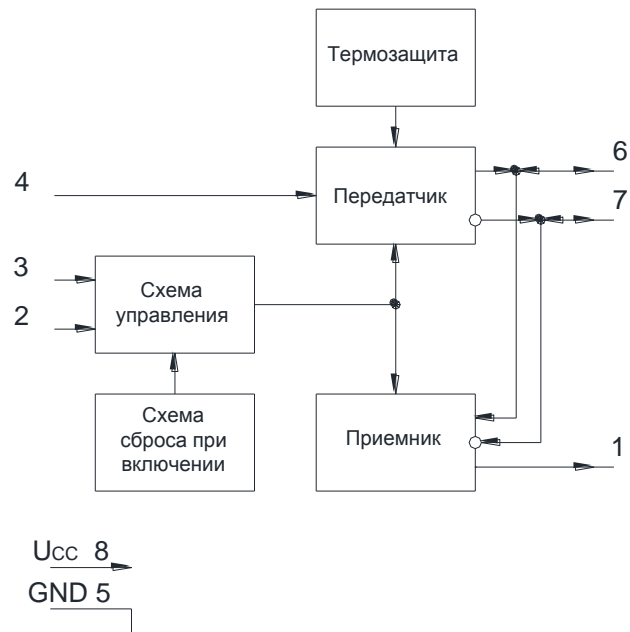 Термозащита
6
4
Передатчик
7
3
Схема
управления
2
Схема
сброса при
включении
Приемник
1
Ucc 8
GND 5